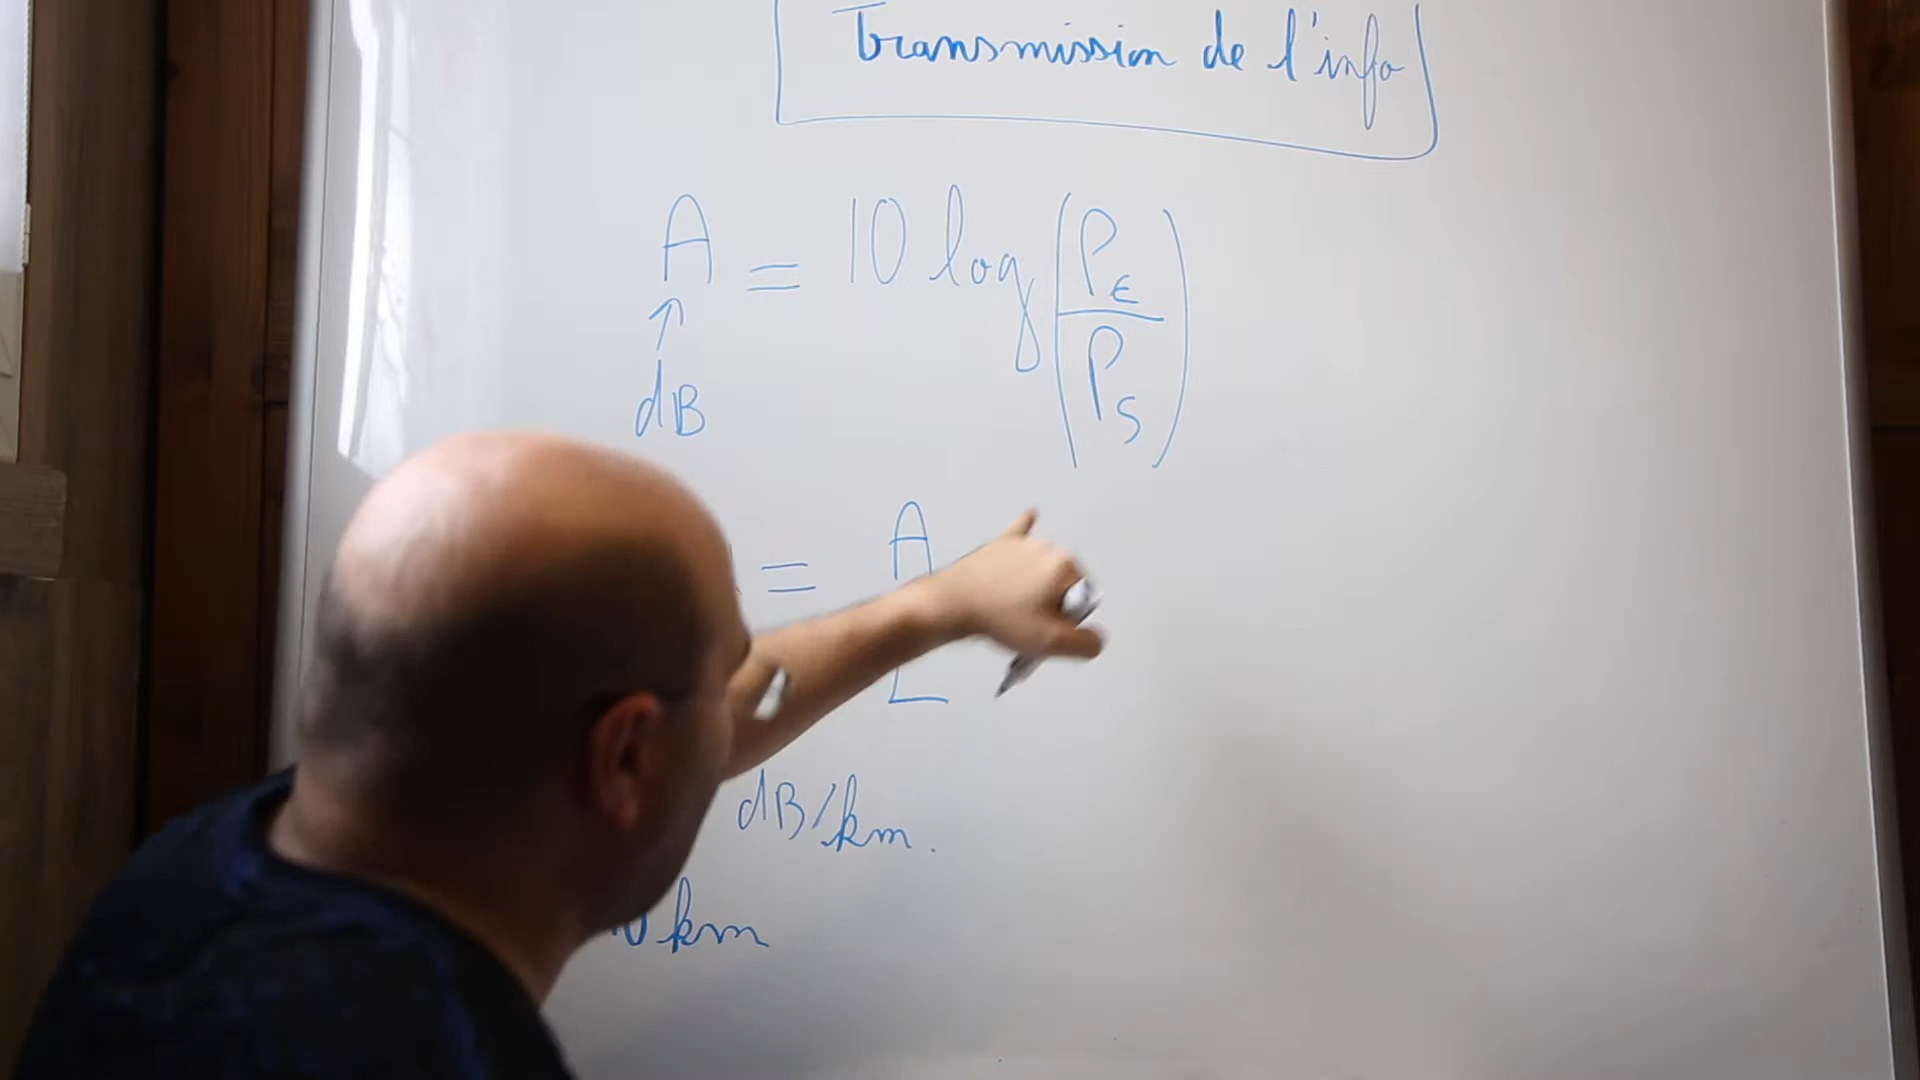 Transmission de l'info
A = 10 log (PE/PS)
↑
dB
= A
L
dB/km.
km